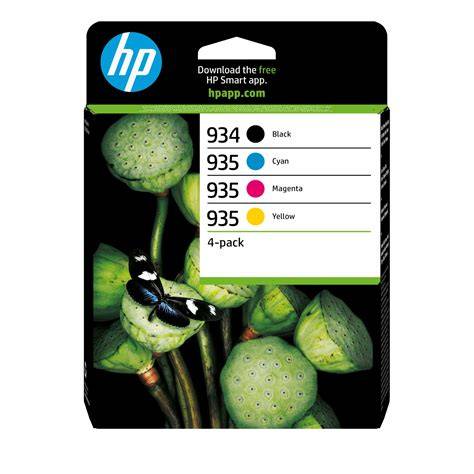 hp
Download the free
HP Smart app.
hpapp.com
934 Black
935 Cyan
935 Magenta
935 Yellow
4-pack